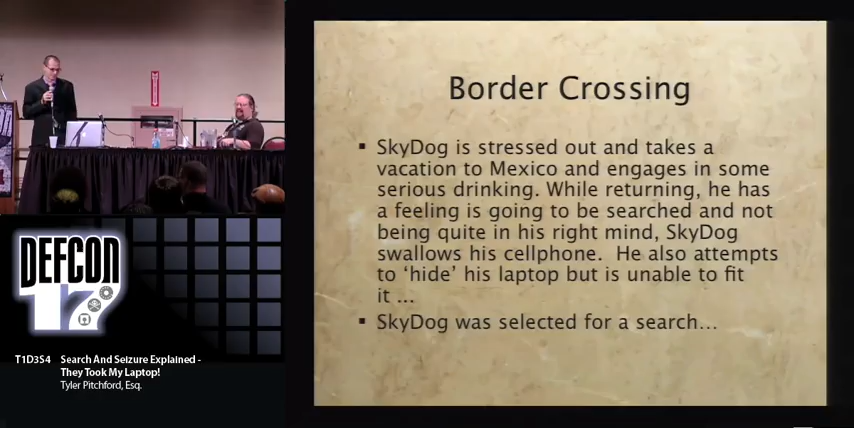 Border Crossing
▪ SkyDog is stressed out and takes a
vacation to Mexico and engages in some
serious drinking. While returning, he has
a feeling is going to be searched and not
being quite in his right mind, SkyDog
swallows his cellphone.  He also attempts
to ‘hide’ his laptop but is unable to fit
it ...
▪ SkyDog was selected for a search...
DEFCON
17
T1D3S4 Search And Seizure Explained -
They Took My Laptop!
Tyler Pitchford, Esq.